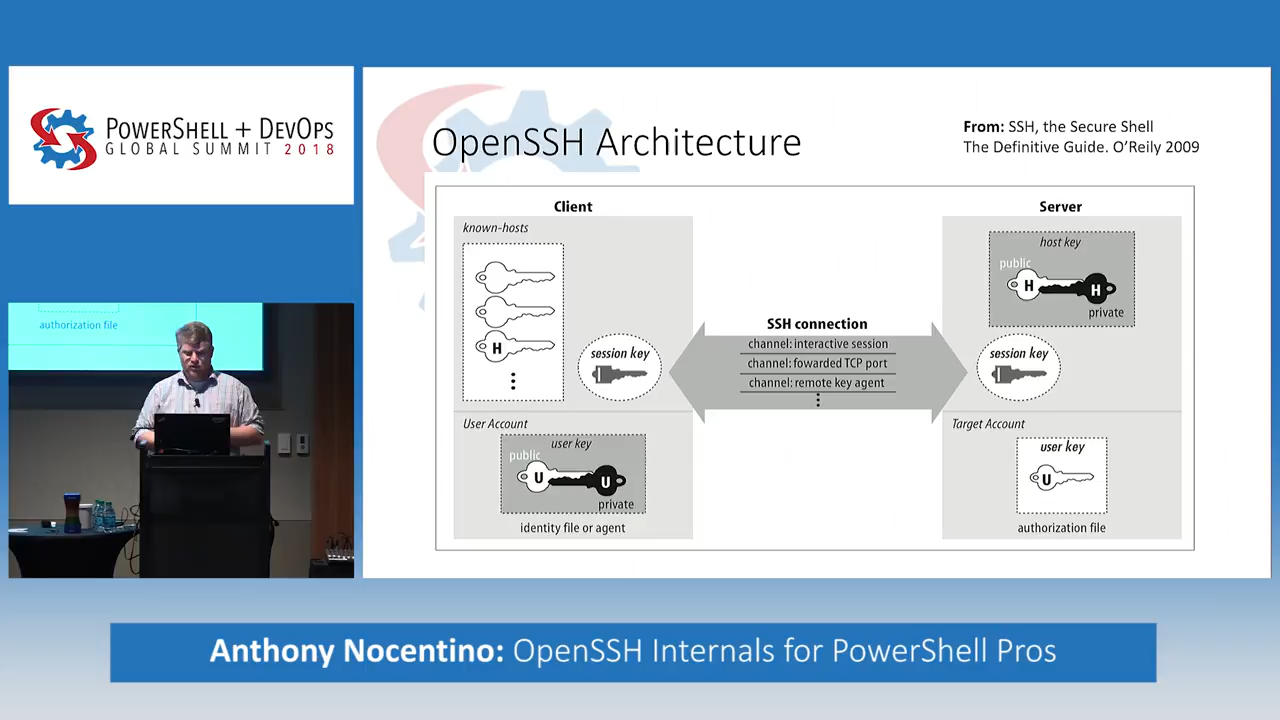 POWERSHELL + DEVOPS
GLOBAL SUMMIT 2018
OpenSSH Architecture
From: SSH, the Secure Shell
The Definitive Guide. O'Reily 2009
Client
known-hosts
H
session key
User Account
user key
public
U
U
private
identity file or agent
SSH connection
channel: interactive session
channel: fowarded TCP port
channel: remote key agent
Server
host key
public
H
H
private
session key
Target Account
user key
U
authorization file
authorization file
Anthony Nocentino: OpenSSH Internals for PowerShell Pros